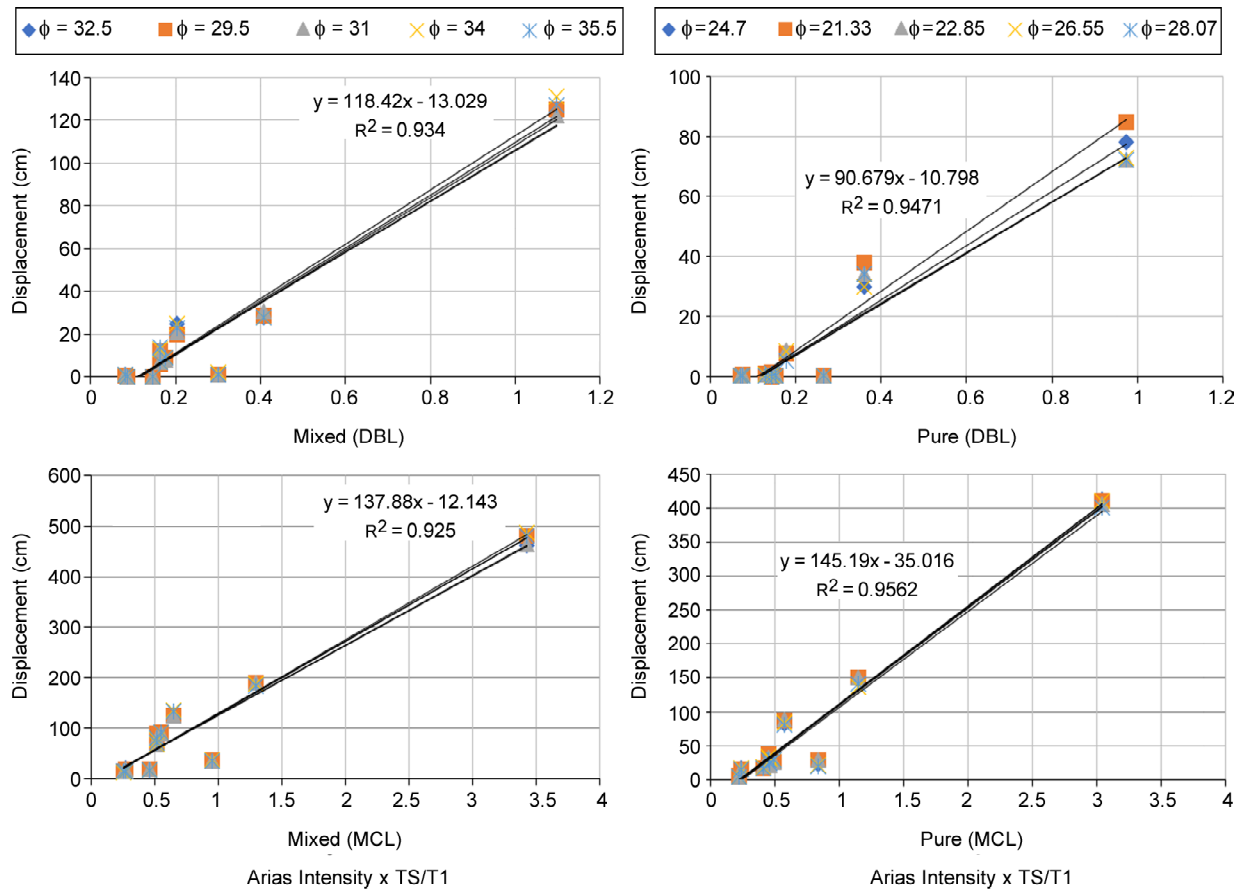 ϕ = 32.5 ϕ = 29.5 ϕ = 31 ϕ = 34 ϕ = 35.5
ϕ=24.7 ϕ=21.33 ϕ=22.85 ϕ=26.55 ϕ=28.07
140
120
100
80
60
40
20
0
Displacement (cm)
y = 118.42x - 13.029
R² = 0.934
0 0.2 0.4 0.6 0.8 1 1.2
Mixed (DBL)
100
80
60
40
20
0
Displacement (cm)
y = 90.679x - 10.798
R² = 0.9471
0 0.2 0.4 0.6 0.8 1 1.2
Pure (DBL)
600
500
400
300
200
100
0
Displacement (cm)
y = 137.88x - 12.143
R² = 0.925
0 0.5 1 1.5 2 2.5 3 3.5 4
Mixed (MCL)
Arias Intensity x TS/T1
450
400
350
300
250
200
150
100
50
0
Displacement (cm)
y = 145.19x - 35.016
R² = 0.9562
0 0.5 1 1.5 2 2.5 3 3.5 4
Pure (MCL)
Arias Intensity x TS/T1